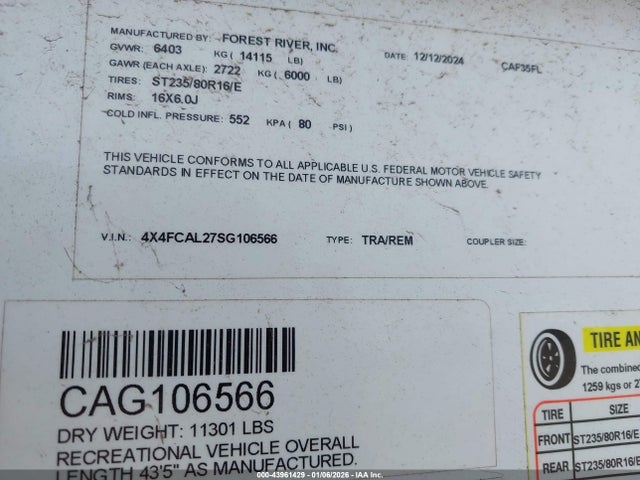 MANUFACTURED BY: FOREST RIVER, INC.
GVWR: 6403 KG ( 14115 LB) DATE: 12/12/2024 CAF35FL
GAWR (EACH AXLE): 2722 KG ( 6000 LB)
TIRES: ST235/80R16/E
RIMS: 16X6.0J
COLD INFL. PRESSURE: 552 KPA ( 80 PSI)
THIS VEHICLE CONFORMS TO ALL APPLICABLE U.S. FEDERAL MOTOR VEHICLE SAFETY
STANDARDS IN EFFECT ON THE DATE OF MANUFACTURE SHOWN ABOVE.
V.I.N.: 4X4FCAL27SG106566 TYPE: TRA/REM COUPLER SIZE:
CAG106566
DRY WEIGHT: 11301 LBS
RECREATIONAL VEHICLE OVERALL
LENGTH 43'5" AS MANUFACTURED.
TIRE AN
The combined
1259 kgs or 2
TIRE SIZE
FRONT ST235/80R16/E
REAR ST235/80R16/E
000-43961429 - 01/06/2026 - IAA Inc.